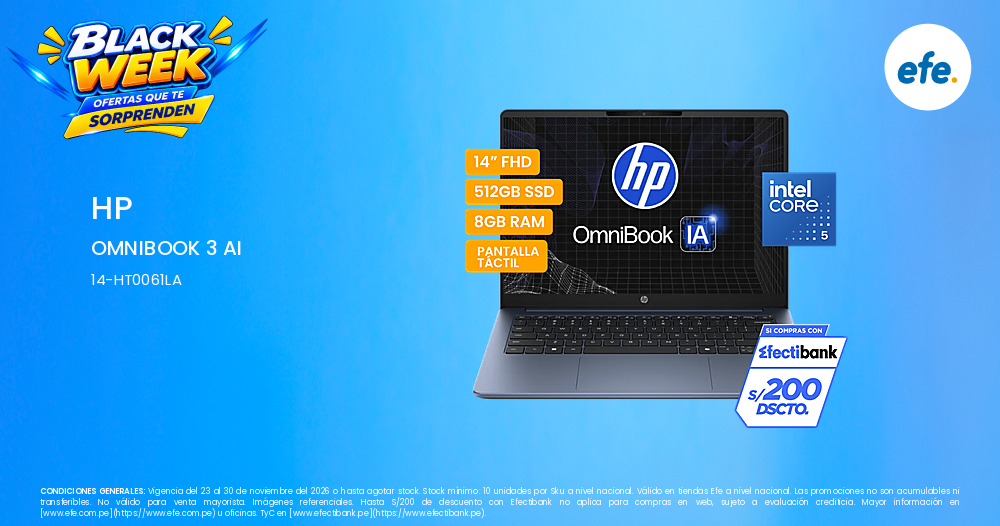 BLACK
WEEK
OFERTAS QUE TE
SORPRENDEN
efe.
HP
OMNIBOOK 3 AI
14-HT0061LA
14” FHD
512GB SSD
8GB RAM
PANTALLA
TÁCTIL
hp
OmniBook IA
hp
intel
CORE
5
SI COMPRAS CON
Efectibank
S/200
DSCTO.
CONDICIONES GENERALES: Vigencia del 23 al 30 de noviembre del 2026 o hasta agotar stock. Stock mínimo: 10 unidades por Sku a nivel nacional. Válido en tiendas Efe a nivel nacional. Las promociones no son acumulables ni
transferibles. No válido para venta mayorista. Imágenes referenciales. Hasta S/200 de descuento con Efectibank no aplica para compras en web, sujeto a evaluación crediticia. Mayor información en
[www.efe.com.pe](https://www.efe.com.pe) u oficinas. TyC en [www.efectibank.pe](https://www.efectibank.pe).